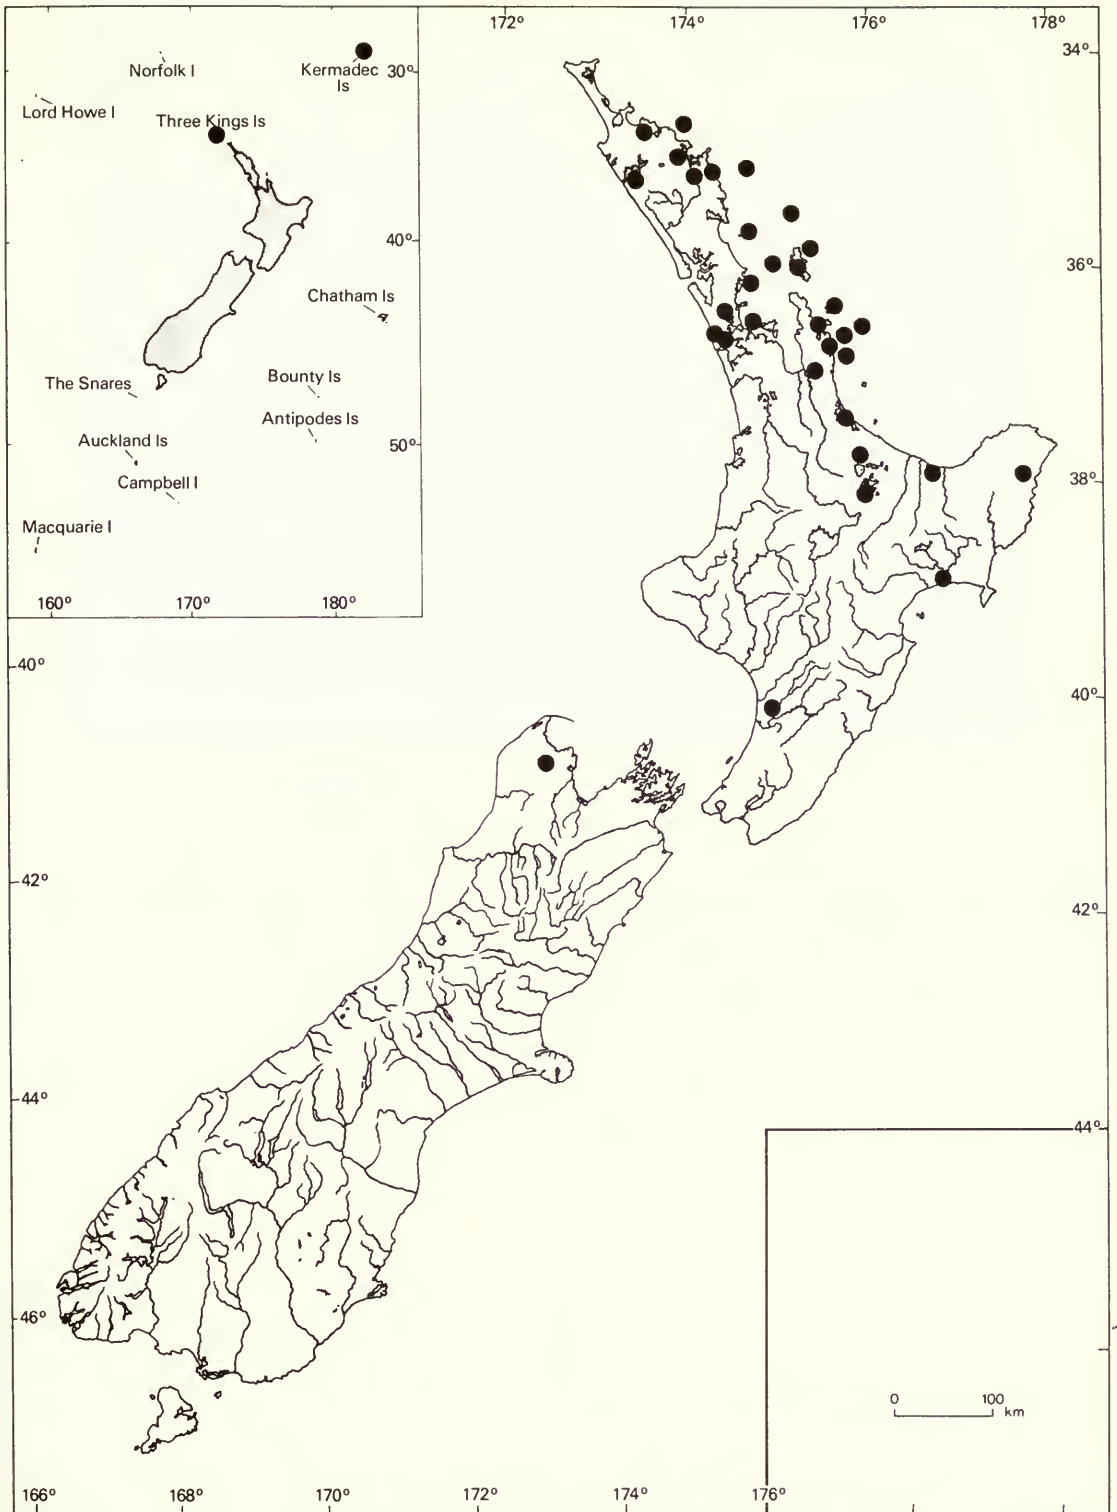 172° 174° 176° 178°
34°
Norfolk I
Kermadec Is
30°
Lord Howe I
Three Kings Is
40°
36°
Chatham Is
The Snares
Bounty Is
Antipodes Is
Auckland Is
50°
Campbell I
38°
Macquarie I
160° 170° 180°
40°
40°
42°
42°
44°
44°
46°
0 100
km
166° 168° 170° 172° 174° 176°